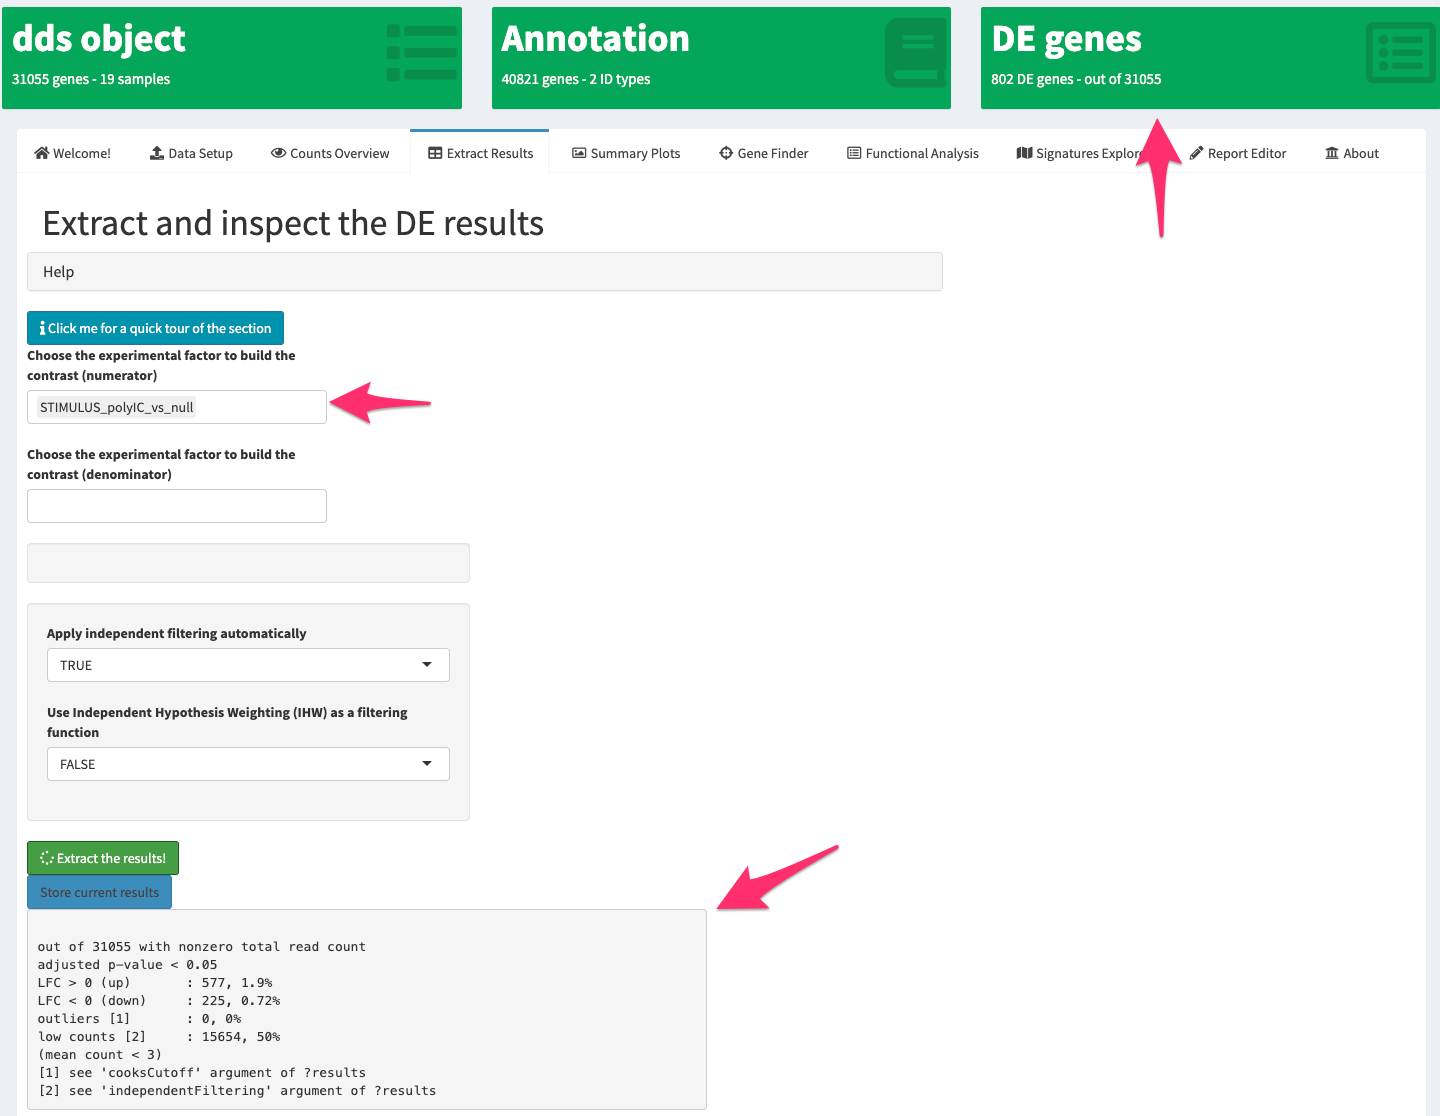 dds object
31055 genes - 19 samples
Annotation
40821 genes - 2 ID types
DE genes
802 DE genes - out of 31055
Welcome!
Data Setup
Counts Overview
Extract Results
Summary Plots
Gene Finder
Functional Analysis
Signatures
Report Editor
About
Extract and inspect the DE results
Help
Click me for a quick tour of the section
Choose the experimental factor to build the
contrast (numerator)
STIMULUS_polyIC_vs_null
Choose the experimental factor to build the
contrast (denominator)
Apply independent filtering automatically
TRUE
Use Independent Hypothesis Weighting (IHW) as a filtering
function
FALSE
Extract the results!
Store current results
out of 31055 with nonzero total read count
adjusted p-value < 0.05
LFC > 0 (up)       : 577, 1.9%
LFC < 0 (down)     : 225, 0.72%
outliers [1]       : 0, 0%
low counts [2]     : 15654, 50%
(mean count < 3)
[1] see 'cooksCutoff' argument of ?results
[2] see 'independentFiltering' argument of ?results